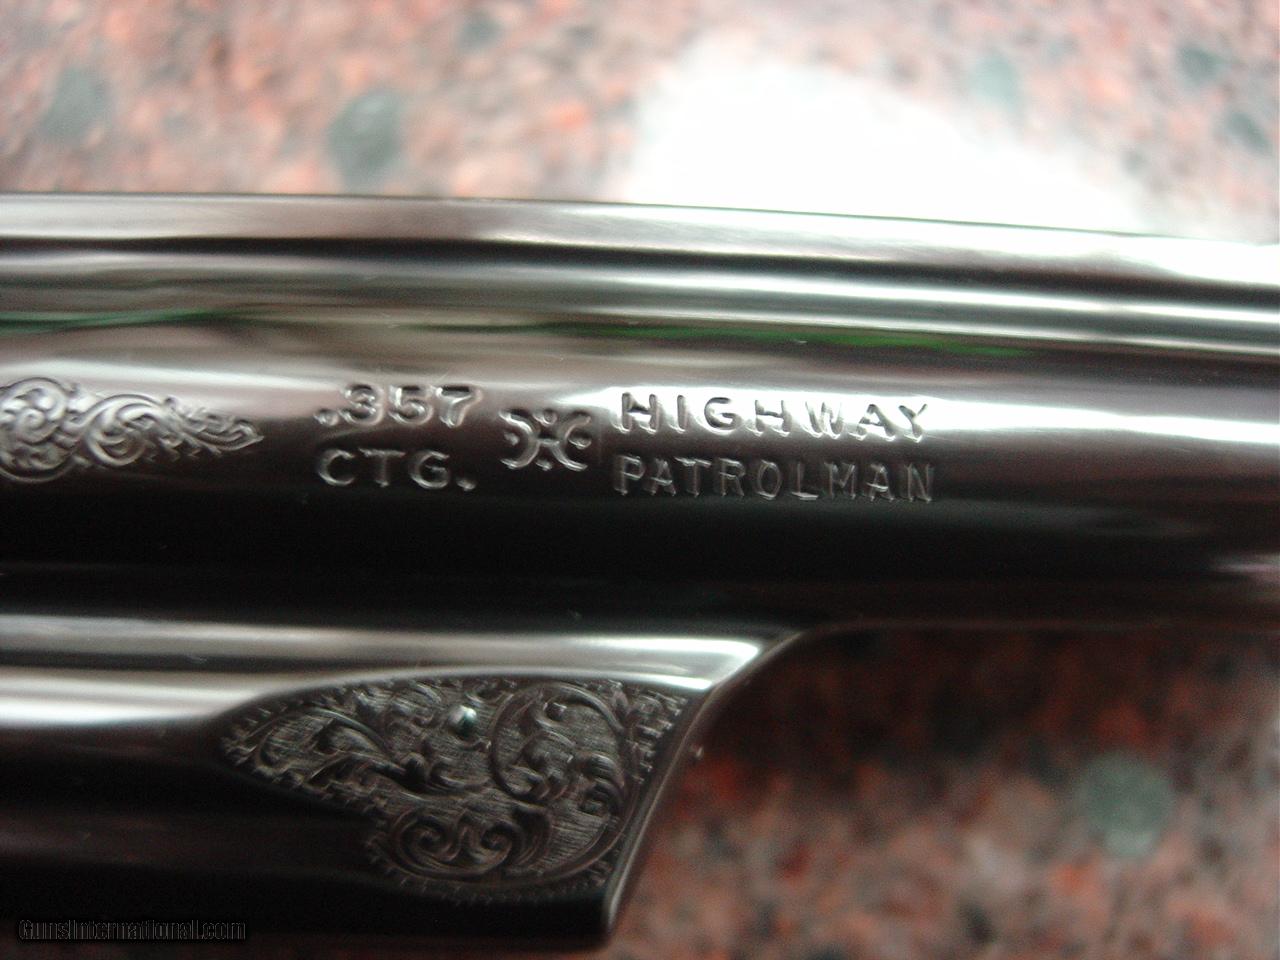 .357
CTG.
HIGHWAY
PATROLMAN
GunsInternational.com